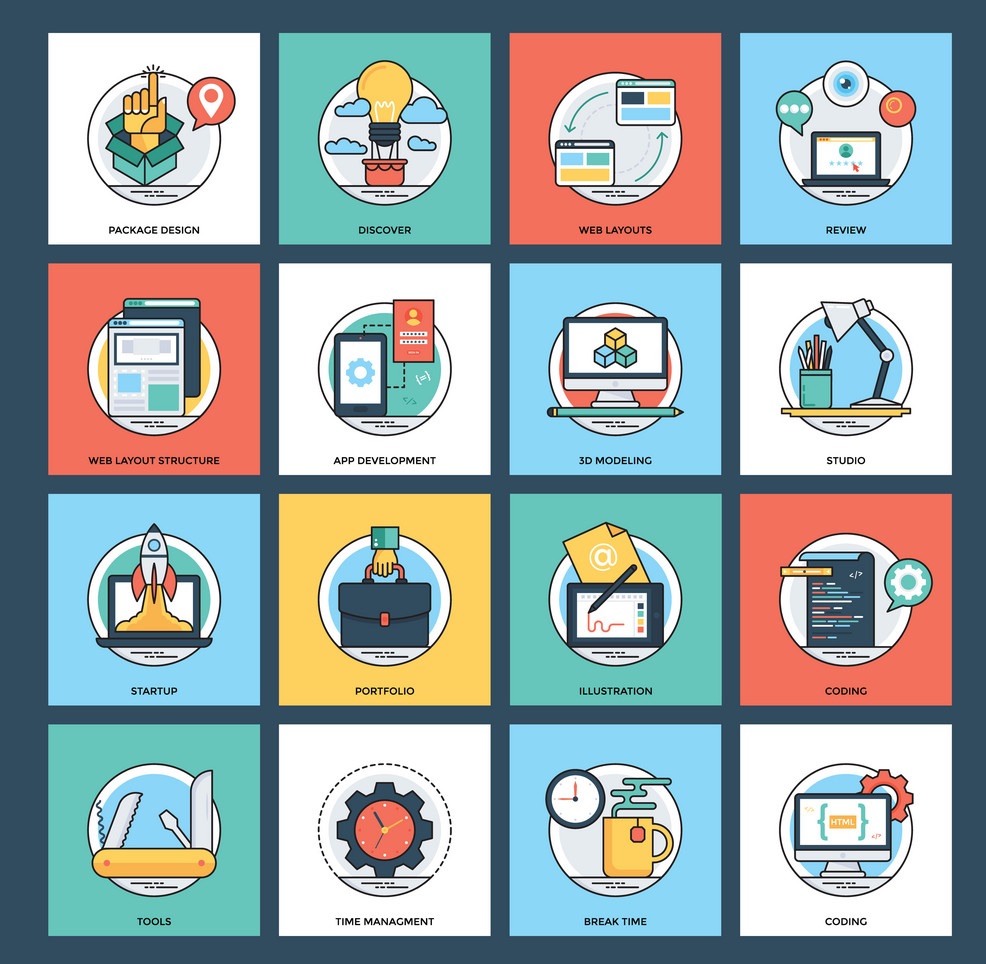 PACKAGE DESIGN
DISCOVER
WEB LAYOUTS
REVIEW
WEB LAYOUT STRUCTURE
{=}
</>
APP DEVELOPMENT
3D MODELING
STUDIO
STARTUP
PORTFOLIO
@
ILLUSTRATION
</>
CODING
TOOLS
TIME MANAGMENT
BREAK TIME
</>
{HTML}
</>
CODING